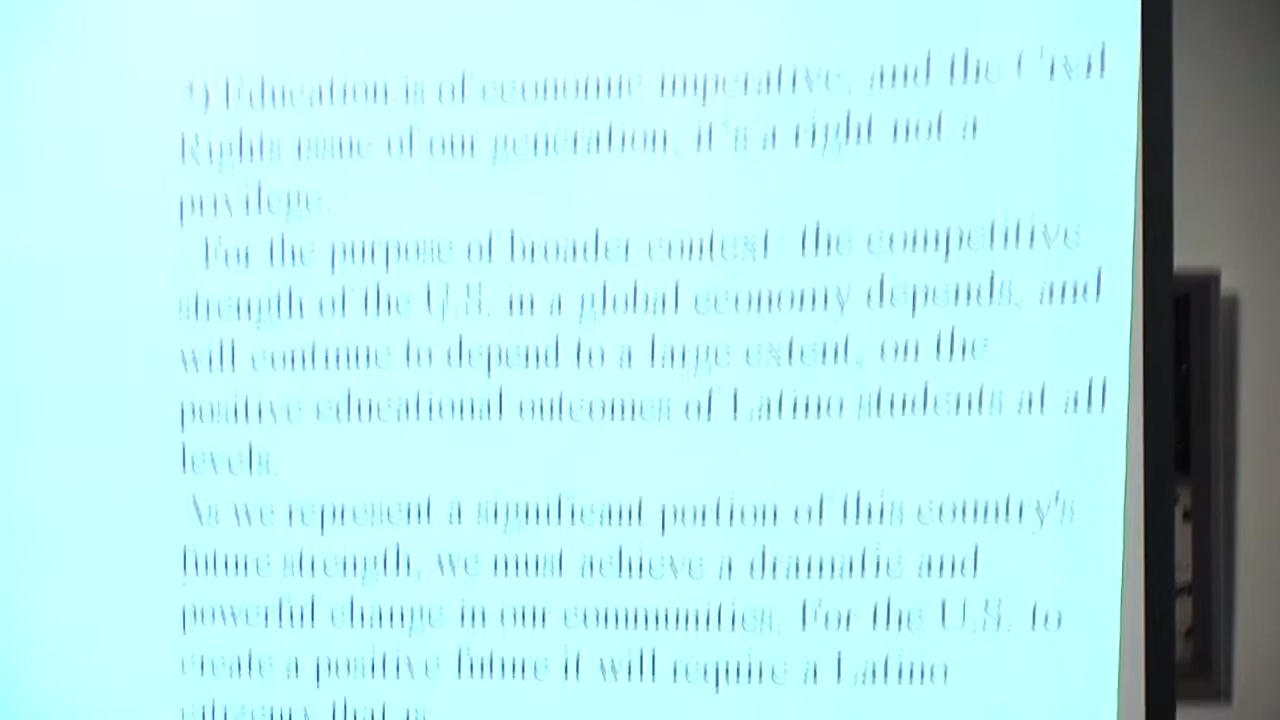 Education is of economic imperative, and the Civil
Rights issue of our generation, it's a right not a
privilege.
For the purpose of broader context the competitive
strength of the U.S. in a global economy depends, and
will continue to depend to a large extent, on the
positive educational outcomes of Latino students at all
levels.
As we represent a significant portion of this country's
future strength, we must achieve a dramatic and
powerful change in our communities. For the U.S. to
create a positive future it will require a Latino
citizenry that is